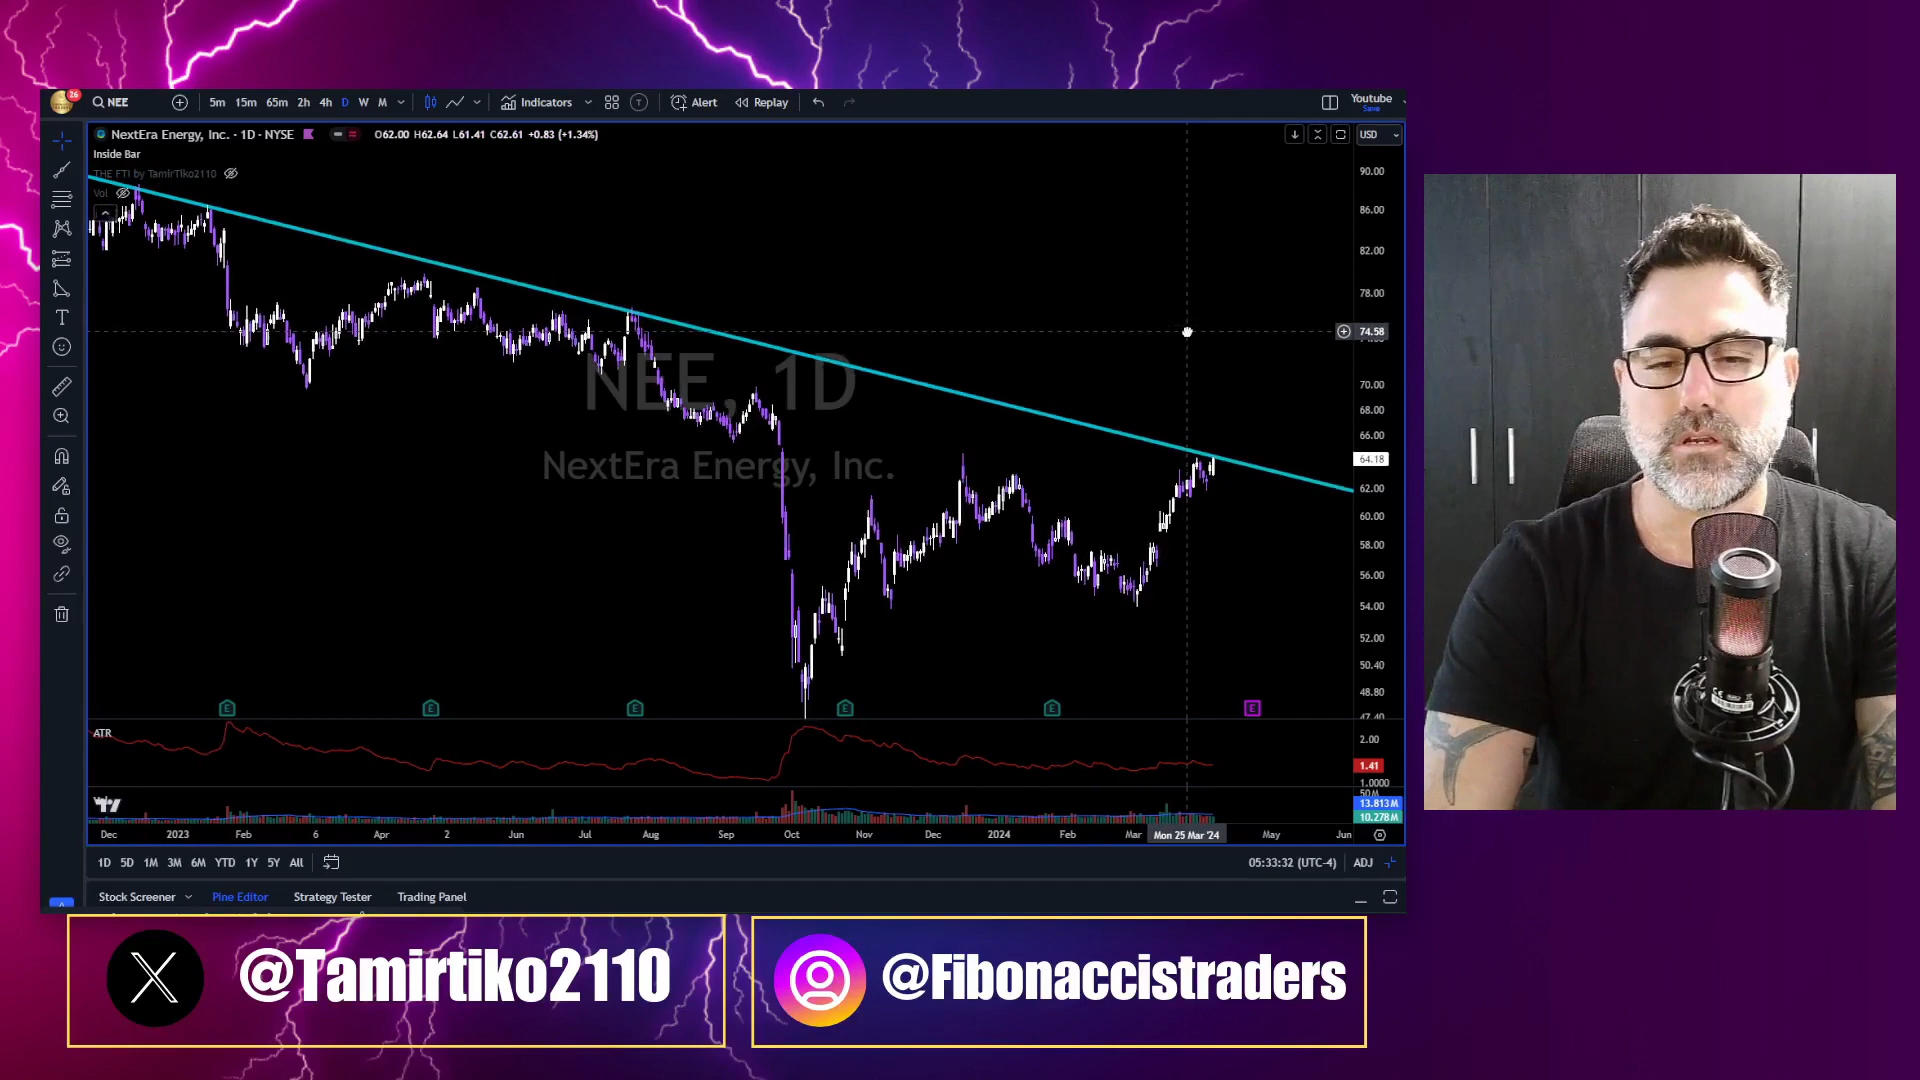 26
NEE
5m 15m 65m 2h 4h D W M
Indicators
T
Alert
Replay
Youtube
Save
NextEra Energy, Inc. · 1D · NYSE
O62.00 H62.64 L61.41 C62.61 +0.83 (+1.34%)
USD
Inside Bar
THE FTI by TamirTiko2110
Vol
90.00
86.00
82.00
78.00
74.58
70.00
68.00
66.00
64.18
62.00
60.00
58.00
56.00
54.00
52.00
50.40
48.80
47.40
NEE, 1D
NextEra Energy, Inc.
E E E E E E
ATR
2.00
1.41
1.0000
50M
13.813M
10.278M
Dec 2023 Feb 6 Apr 2 Jun Jul Aug Sep Oct Nov Dec 2024 Feb Mar Mon 25 Mar '24 May Jun
1D 5D 1M 3M 6M YTD 1Y 5Y All
05:33:32 (UTC-4) ADJ
Stock Screener Pine Editor Strategy Tester Trading Panel
@Tamirtiko2110
@Fibonaccistraders